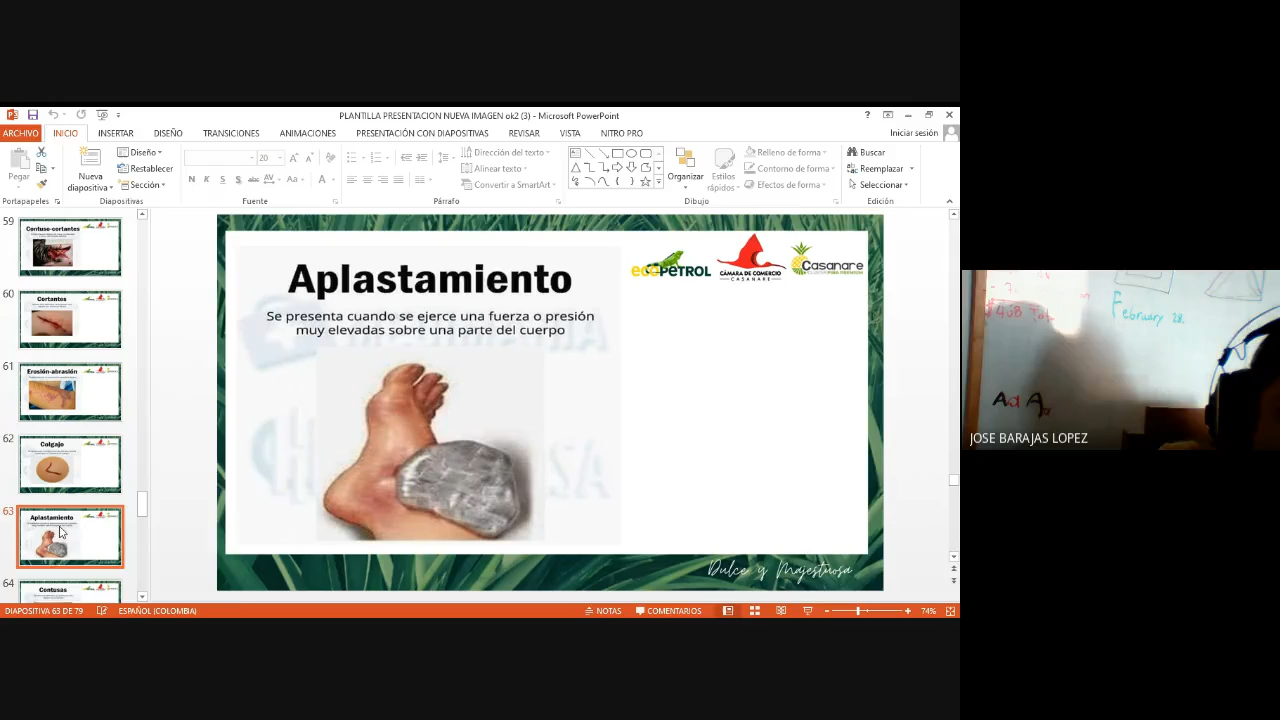 PLANTILLA PRESENTACION NUEVA IMAGEN ok2 (3) - Microsoft PowerPoint
ARCHIVO INICIO INSERTAR DISEÑO TRANSICIONES ANIMACIONES PRESENTACIÓN CON DIAPOSITIVAS REVISAR VISTA NITRO PRO Iniciar sesión
Pegar
Nueva diapositiva
Diseño
Restablecer
Sección
20
N K S S abc AV Aa A
Dirección del texto
Alinear texto
Convertir a SmartArt
Organizar
Estilos rápidos
Relleno de forma
Contorno de forma
Efectos de forma
Buscar
Reemplazar
Seleccionar
Portapapeles Diapositivas Fuente Párrafo Dibujo Edición
59
Contuso-cortantes
60
Cortantes
61
Erosión-abrasión
62
Colgajo
63
Aplastamiento
64
Contusas
Aplastamiento
Se presenta cuando se ejerce una fuerza o presión
muy elevadas sobre una parte del cuerpo
ecoPETROL
CÁMARA DE COMERCIO
CASANARE
Casanare
Dulce y Majestuosa
DIAPOSITIVA 63 DE 79 ESPAÑOL (COLOMBIA) NOTAS COMENTARIOS 74%
February 28.
JOSE BARAJAS LOPEZ